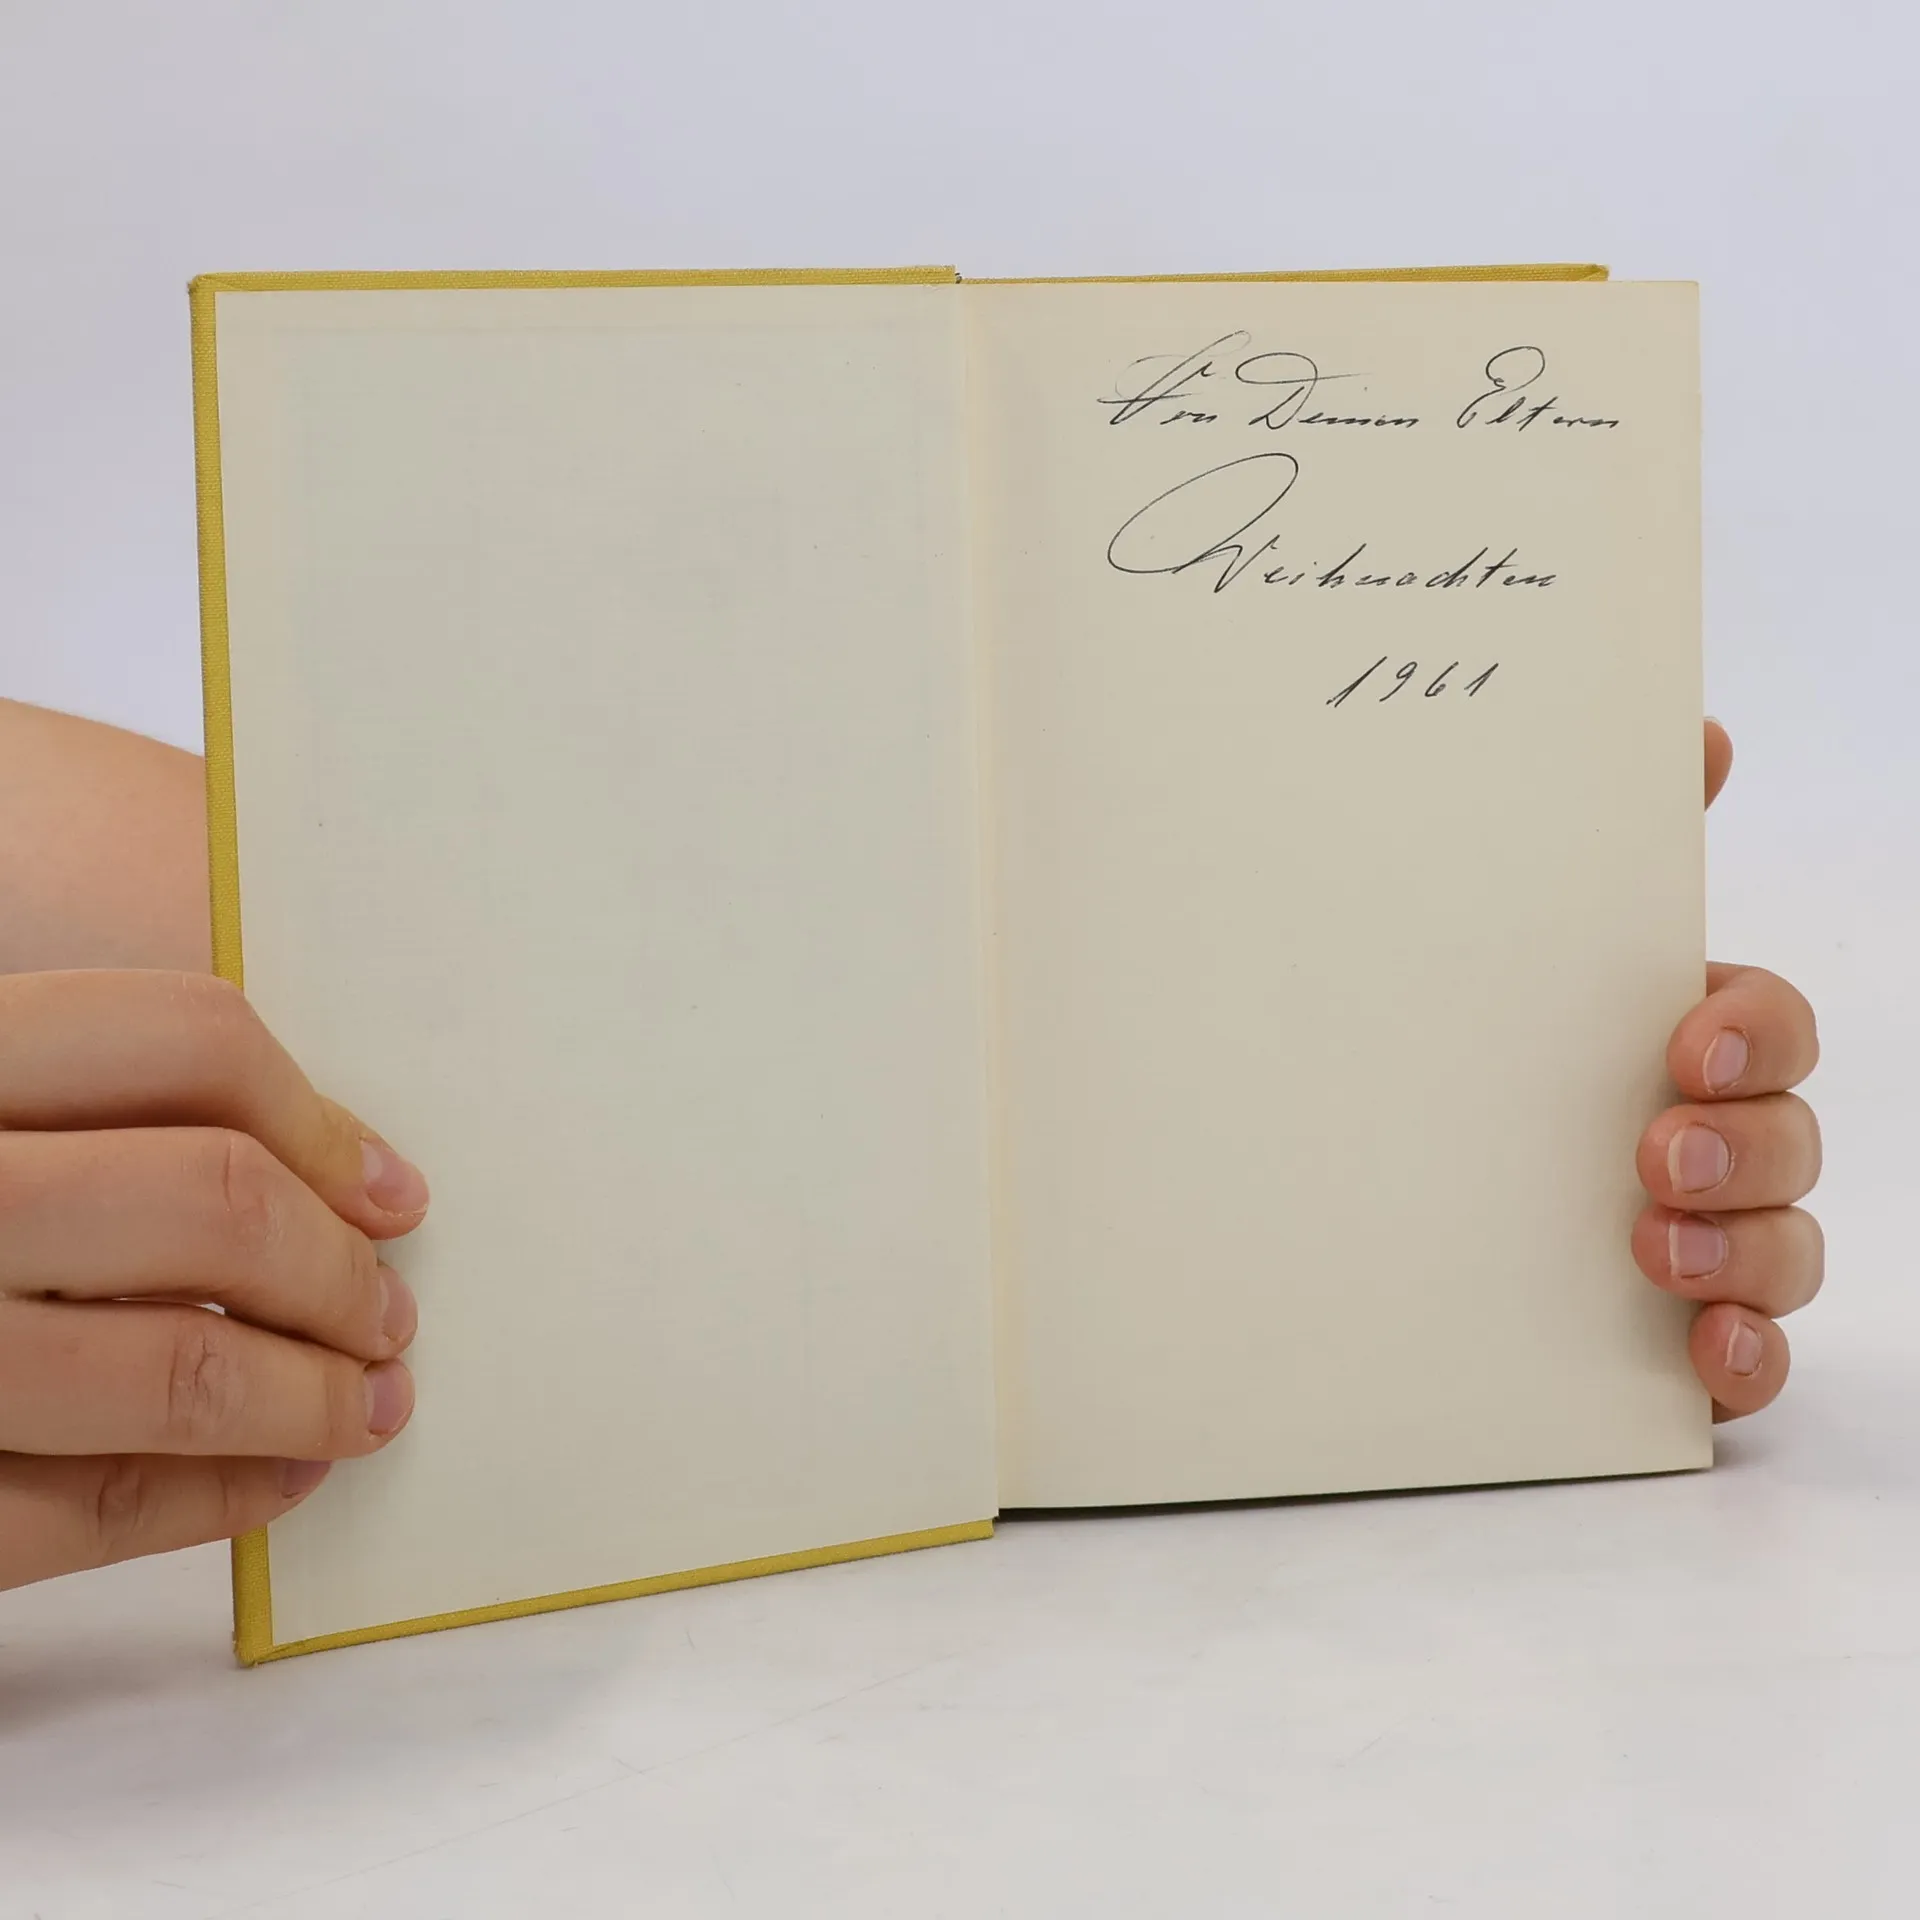 Von Deinen Eltern
Weihnachten
1961